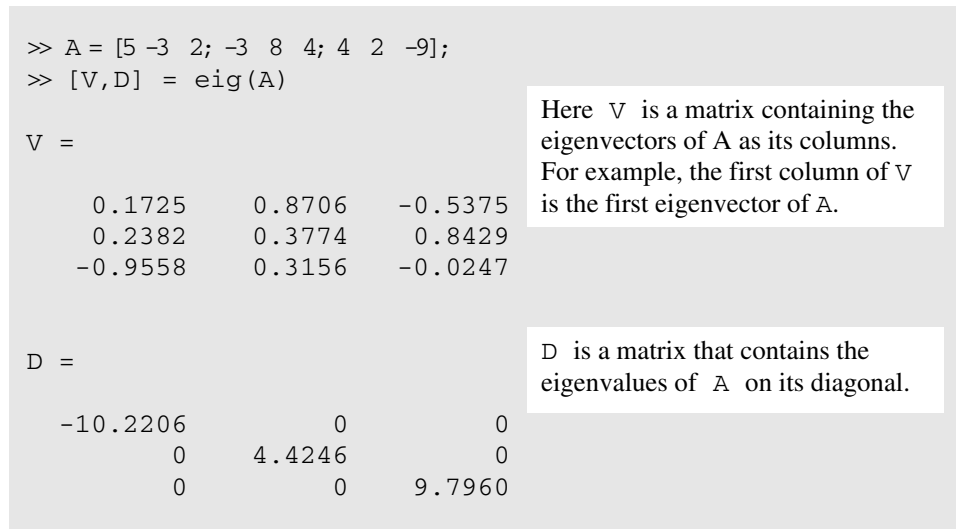 >> A = [5 -3 2; -3 8 4; 4 2 -9];
>> [V,D] = eig(A)
V =
0.1725 0.8706 -0.5375
0.2382 0.3774 0.8429
-0.9558 0.3156 -0.0247
Here V is a matrix containing the
eigenvectors of A as its columns.
For example, the first column of V
is the first eigenvector of A.
D =
-10.2206 0 0
0 4.4246 0
0 0 9.7960
D is a matrix that contains the
eigenvalues of A on its diagonal.